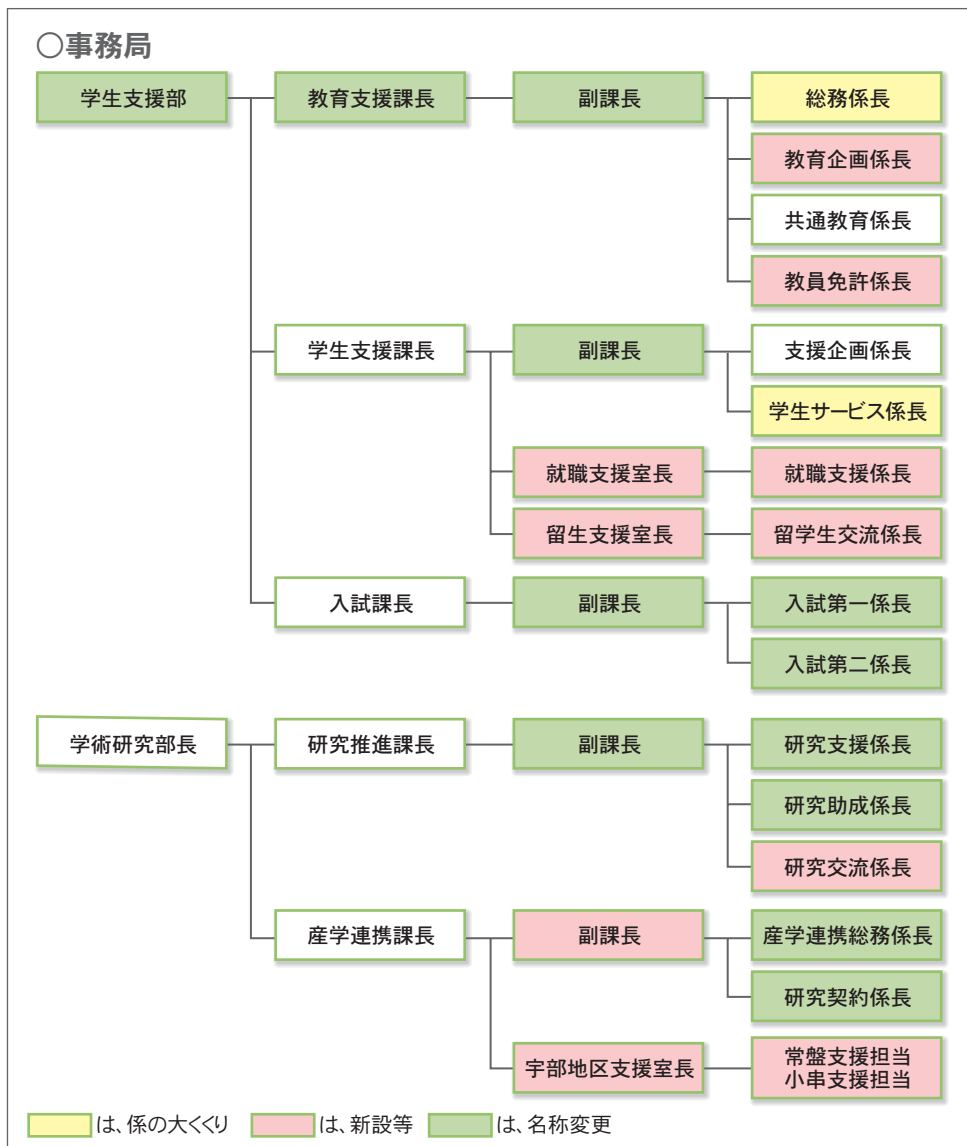 ○事務局
学生支援部
教育支援課長
副課長
総務係長
教育企画係長
共通教育係長
教員免許係長
学生支援課長
副課長
支援企画係長
学生サービス係長
就職支援室長
就職支援係長
留生支援室長
留学生交流係長
入試課長
副課長
入試第一係長
入試第二係長
学術研究部長
研究推進課長
副課長
研究支援係長
研究助成係長
研究交流係長
産学連携課長
副課長
産学連携総務係長
研究契約係長
宇部地区支援室長
常盤支援担当
小串支援担当
は、係の大くくり
は、新設等
は、名称変更